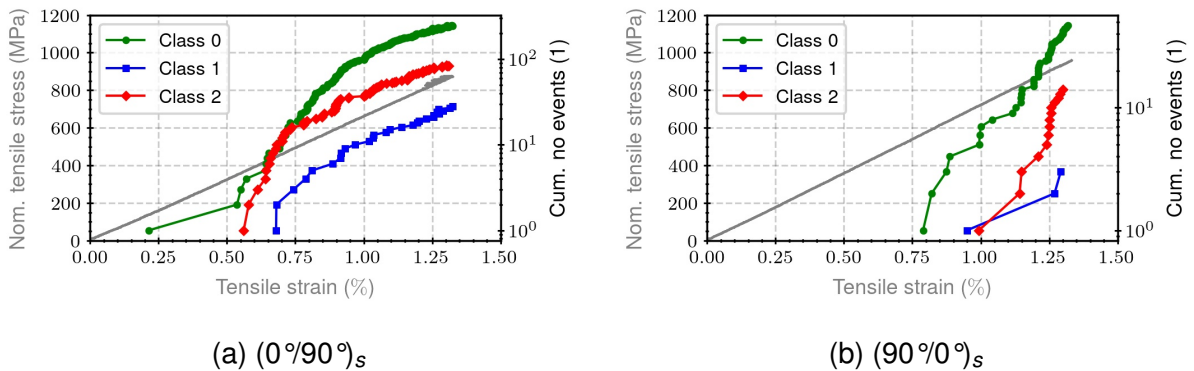 Nom. tensile stress (MPa)
1200
1000
800
600
400
200
0
Class 0
Class 1
Class 2
10²
10¹
10⁰
Cum. no events (1)
0.00 0.25 0.50 0.75 1.00 1.25 1.50
Tensile strain (%)
(a) (0°/90°)ₛ
Nom. tensile stress (MPa)
1200
1000
800
600
400
200
0
Class 0
Class 1
Class 2
10¹
10⁰
Cum. no events (1)
0.00 0.25 0.50 0.75 1.00 1.25 1.50
Tensile strain (%)
(b) (90°/0°)ₛ